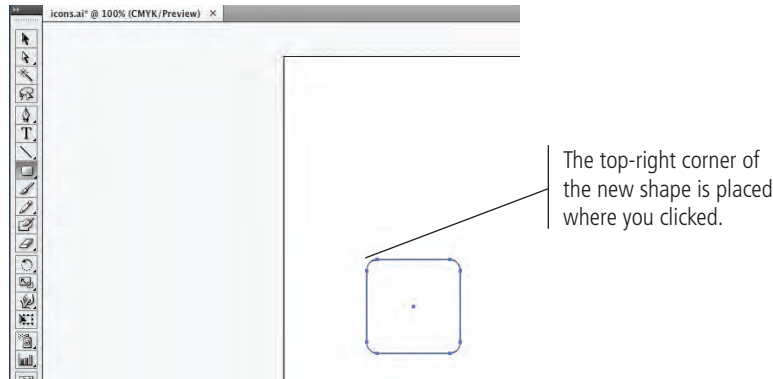 icons.ai* @ 100% (CMYK/Preview) ×
T
The top-right corner of
the new shape is placed
where you clicked.